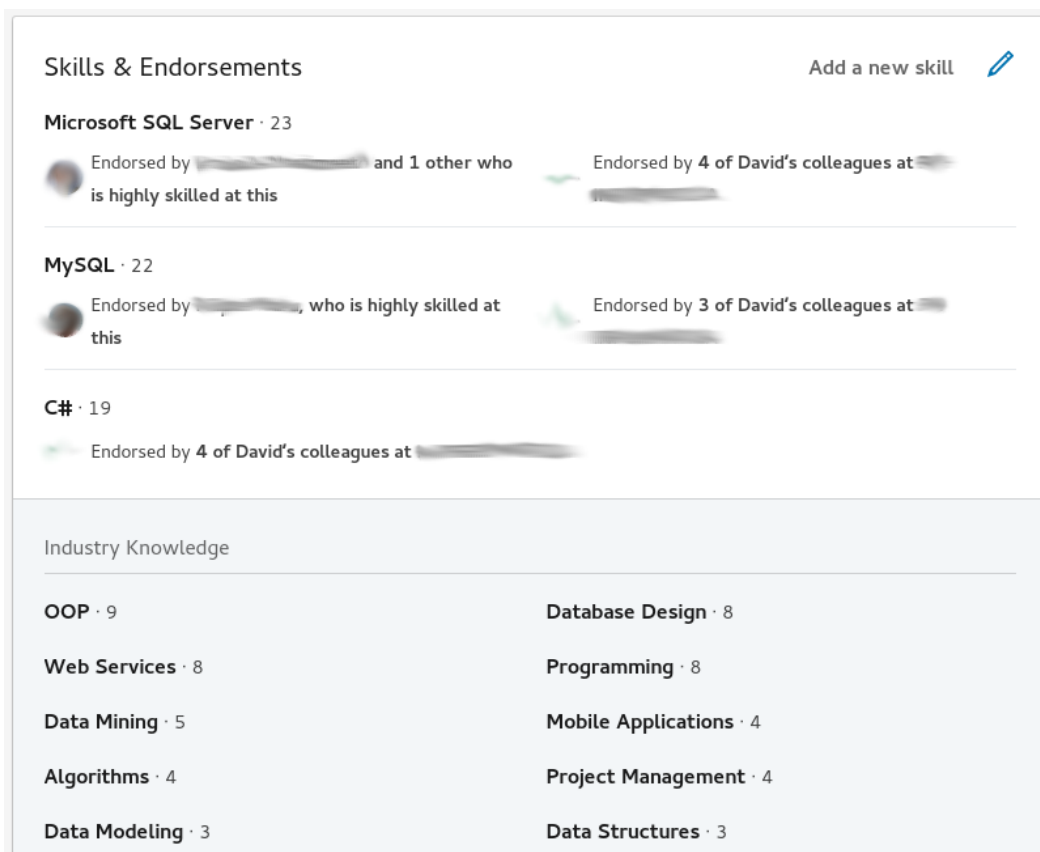 Skills & Endorsements
Add a new skill
Microsoft SQL Server · 23
Endorsed by and 1 other who
is highly skilled at this
Endorsed by 4 of David's colleagues at
MySQL · 22
Endorsed by , who is highly skilled at
this
Endorsed by 3 of David's colleagues at
C# · 19
Endorsed by 4 of David's colleagues at
Industry Knowledge
OOP · 9
Database Design · 8
Web Services · 8
Programming · 8
Data Mining · 5
Mobile Applications · 4
Algorithms · 4
Project Management · 4
Data Modeling · 3
Data Structures · 3